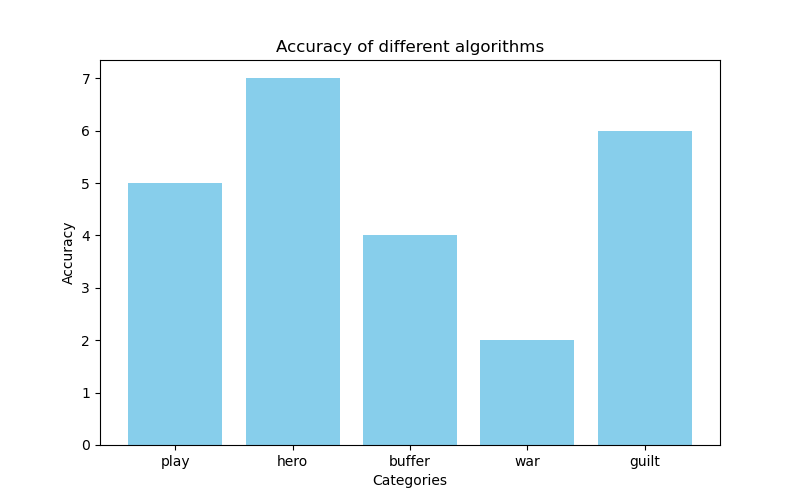 Accuracy of different algorithms
7
6
5
4
3
2
1
0
Accuracy
play hero buffer war guilt
Categories